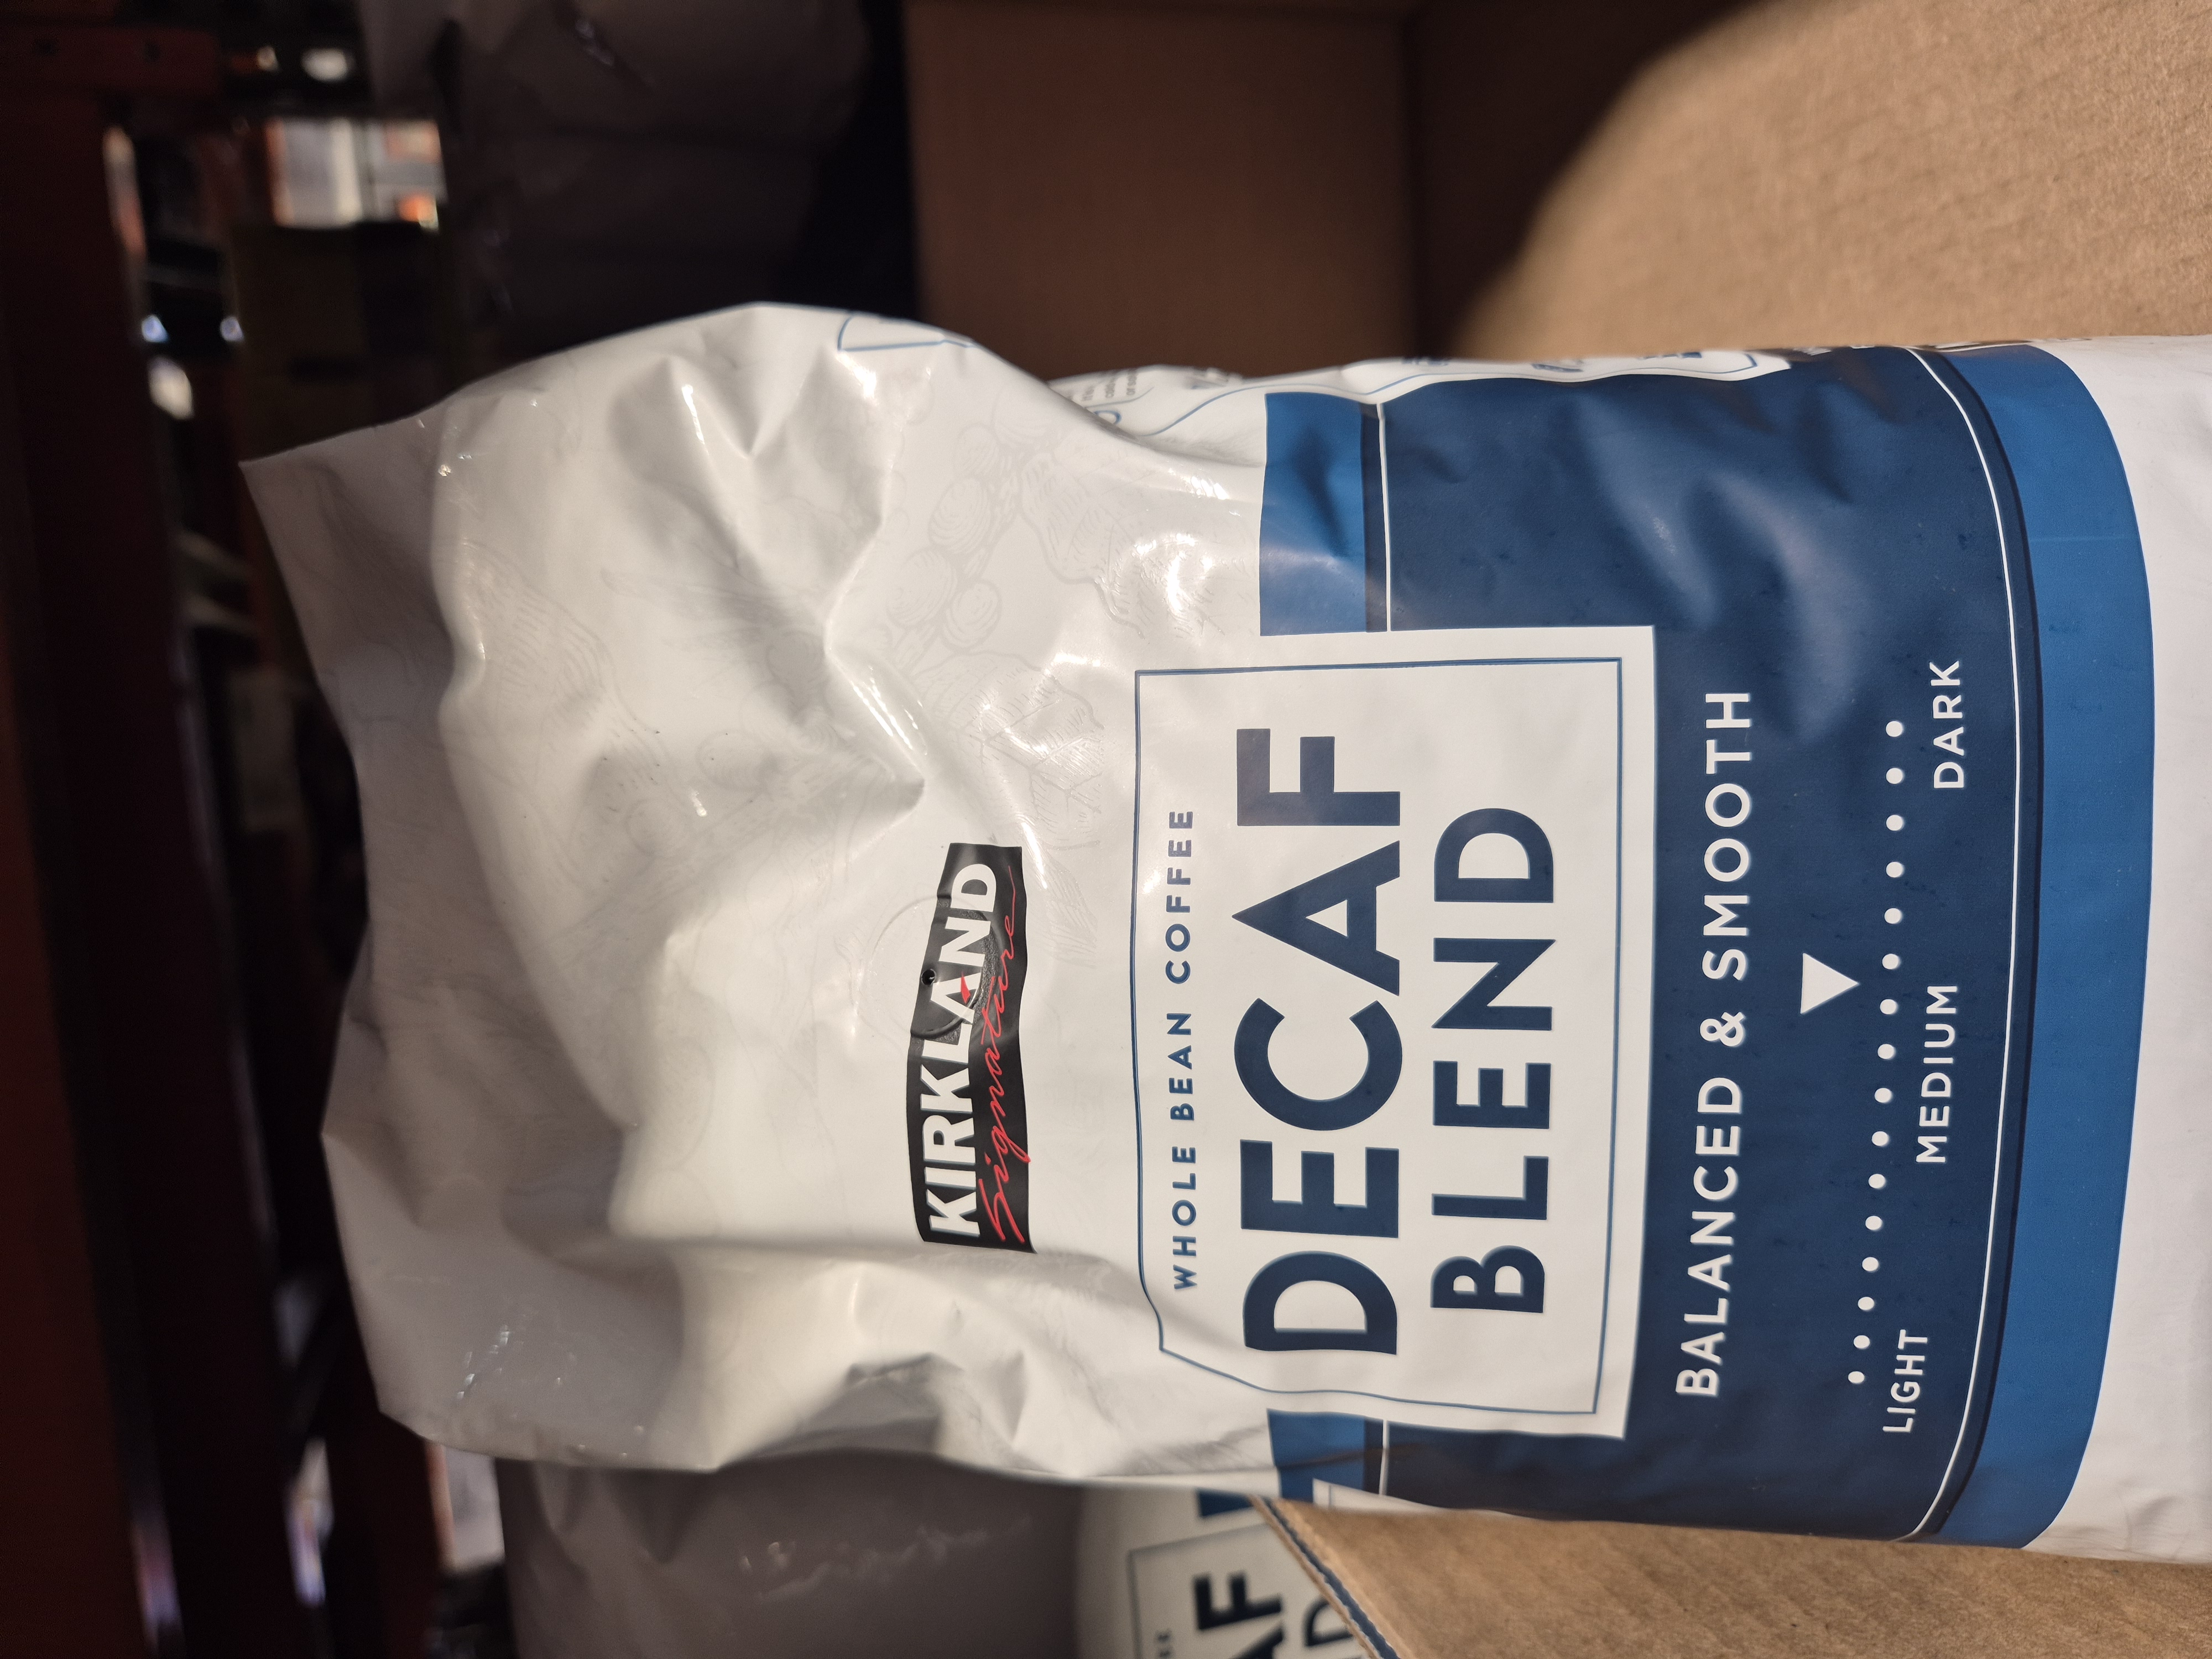 KIRKLAND
Signature
WHOLE BEAN COFFEE
DECAF
BLEND
BALANCED & SMOOTH
LIGHT
MEDIUM
DARK